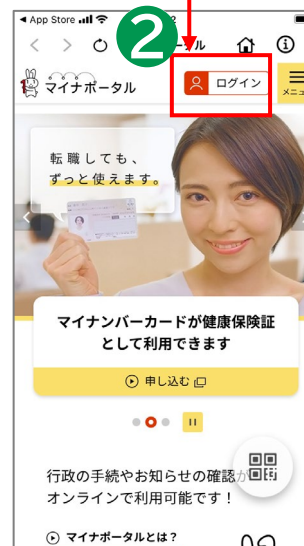 ◀ App Store
2
ル
マイナポータル
ログイン
メニュ
転職しても、
ずっと使えます。
マイナンバーカードが健康保険証
として利用できます
申し込む
行政の手続やお知らせの確認が
オンラインで利用可能です！
マイナポータルとは？